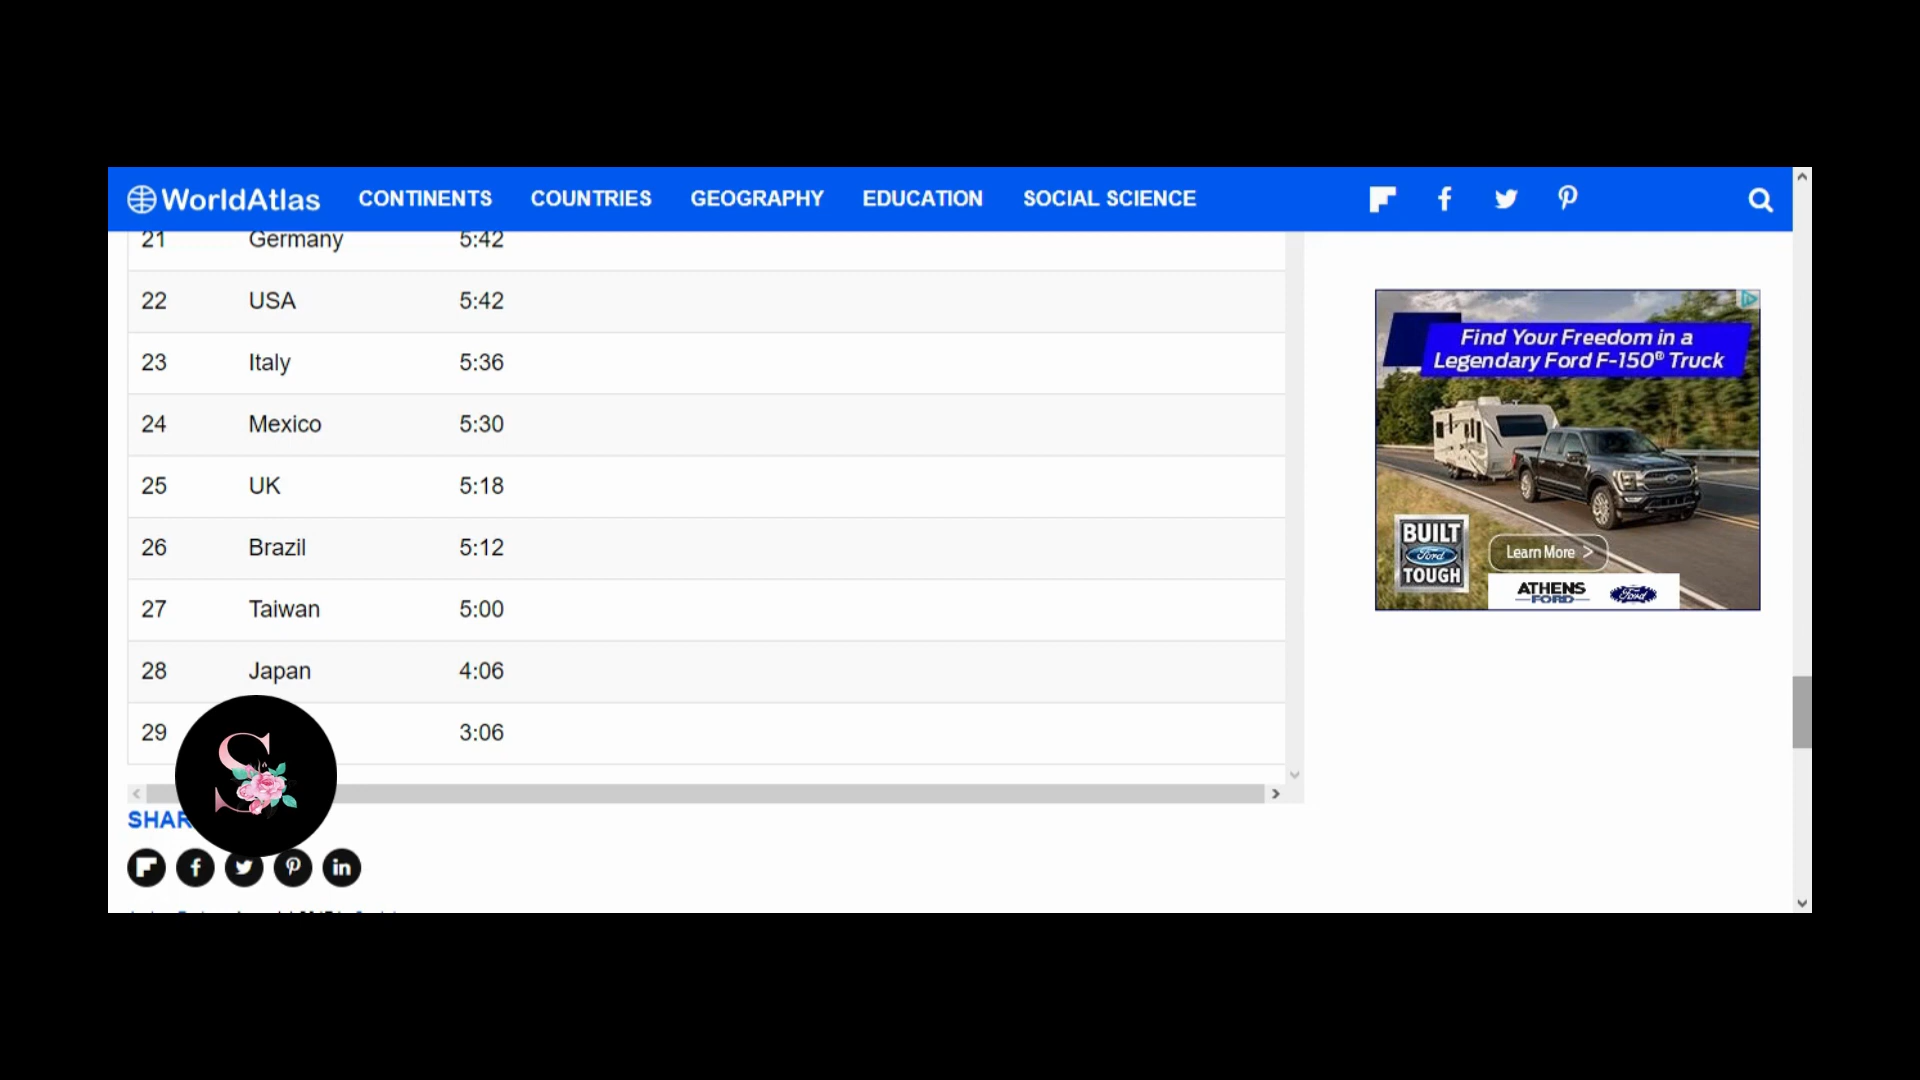 WorldAtlas CONTINENTS COUNTRIES GEOGRAPHY EDUCATION SOCIAL SCIENCE
21 Germany 5:42
22 USA 5:42
23 Italy 5:36
24 Mexico 5:30
25 UK 5:18
26 Brazil 5:12
27 Taiwan 5:00
28 Japan 4:06
29 3:06
S
SHAR
Find Your Freedom in a
Legendary Ford F-150® Truck
BUILT
Ford
TOUGH
Learn More >
ATHENS
FORD
Ford